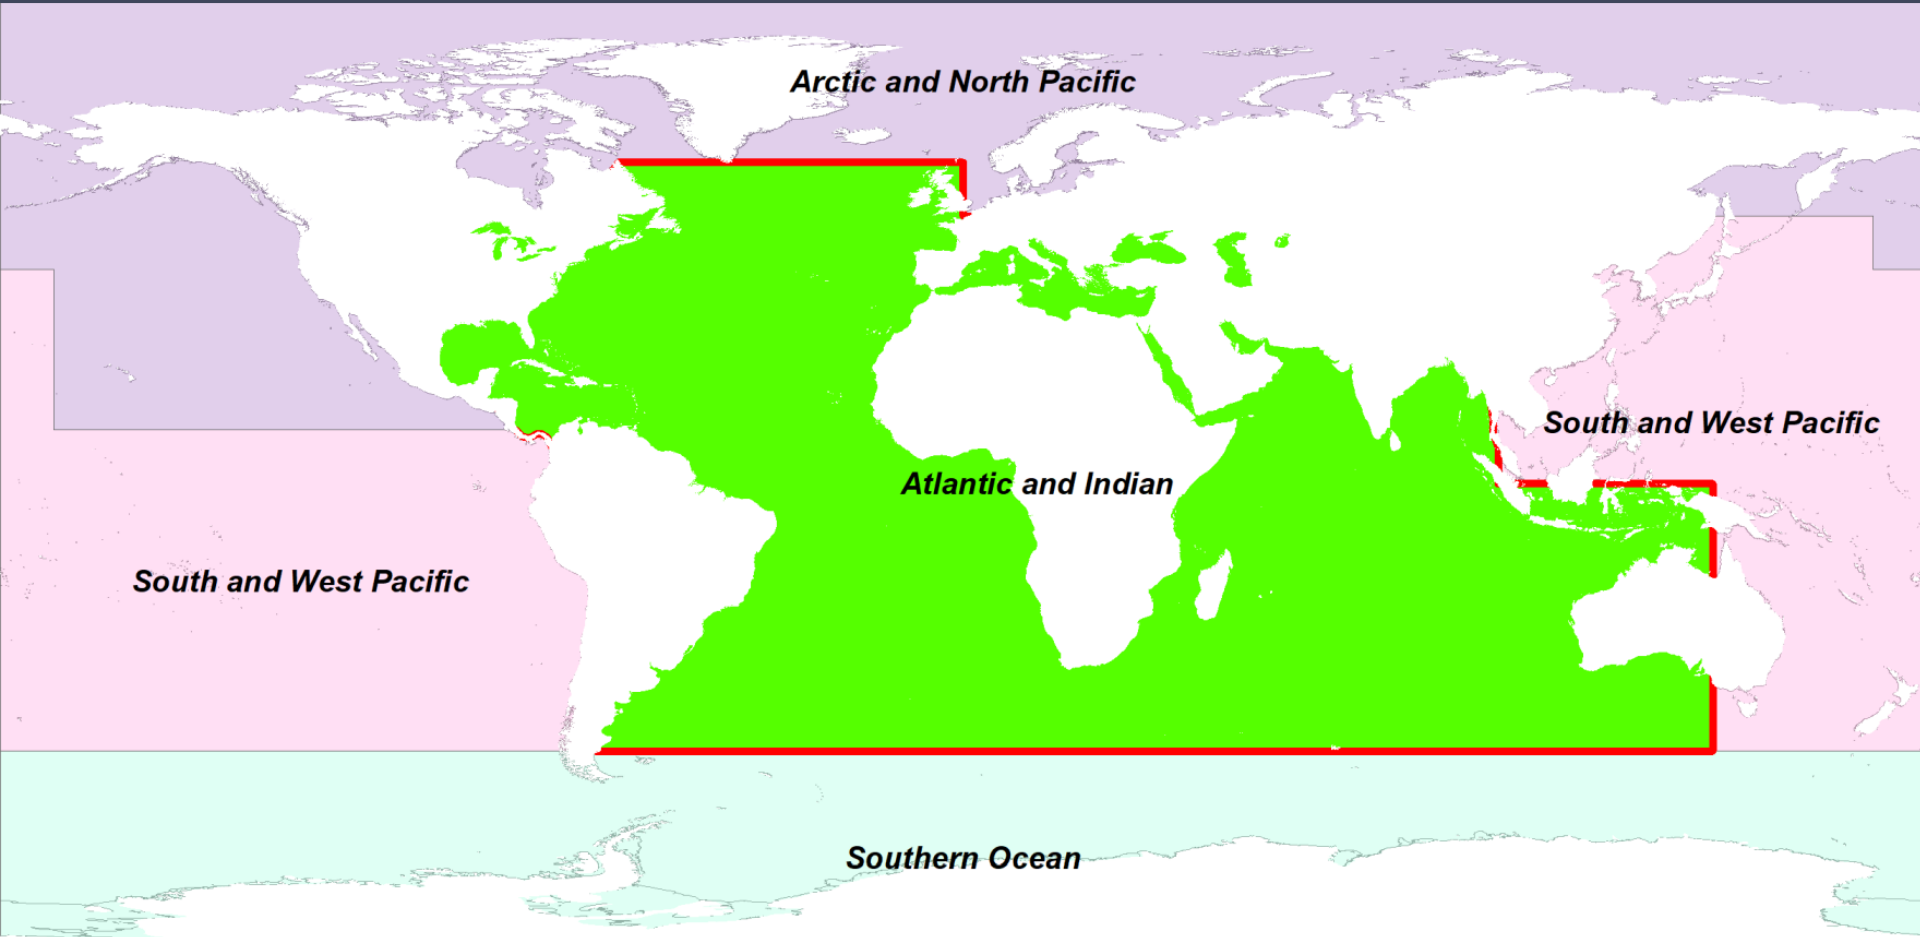 Arctic and North Pacific
South and West Pacific
Atlantic and Indian
South and West Pacific
Southern Ocean